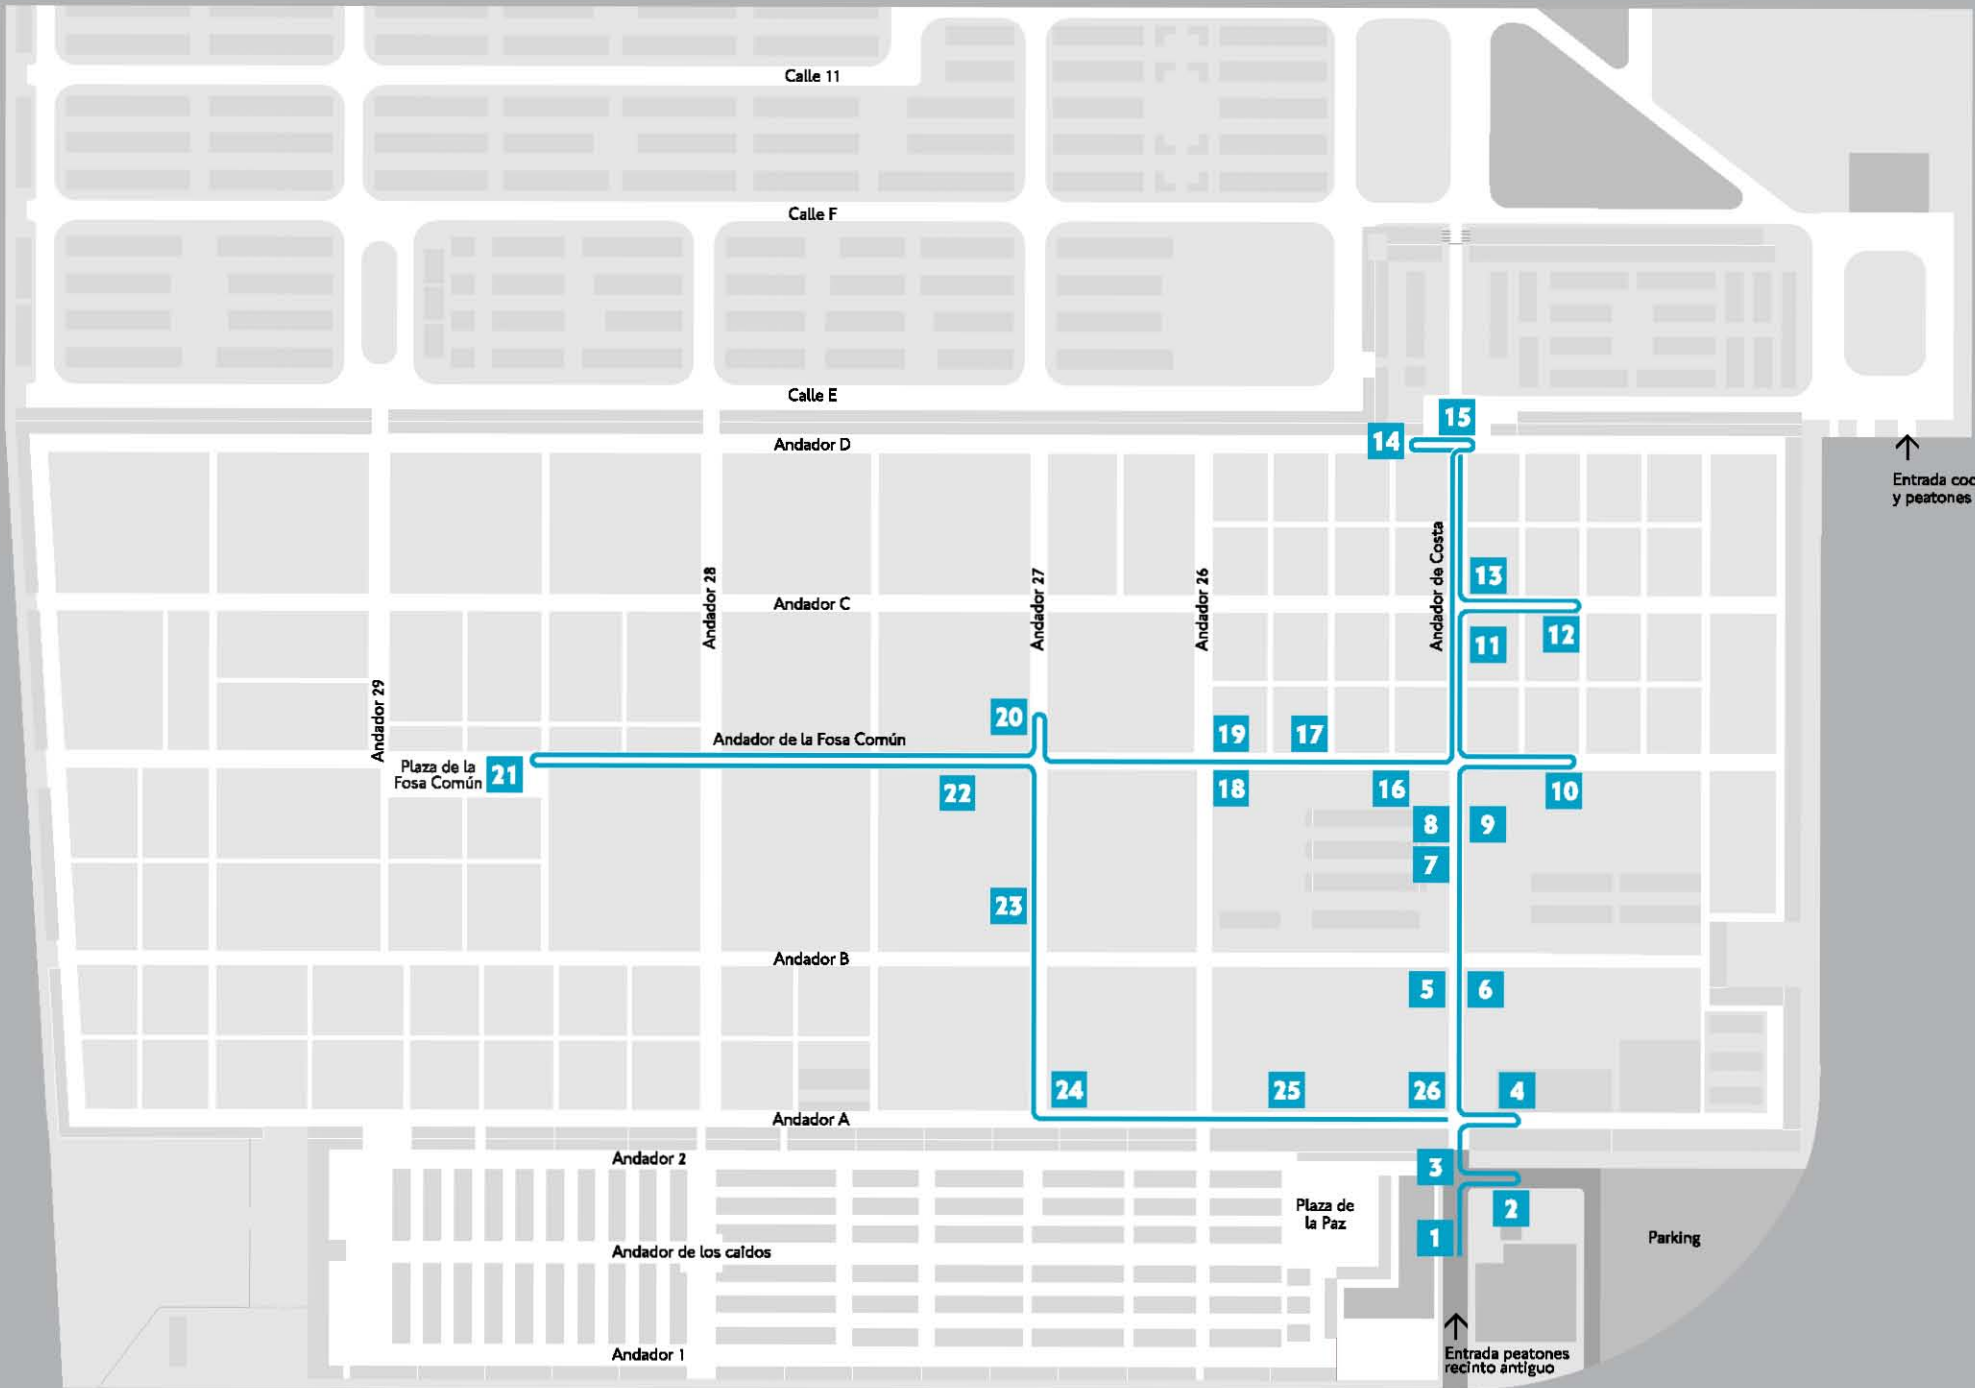 Calle 11
Calle F
Calle E
15
14
Andador D
Entrada coc
y peatones
Andador de Costa
13
Andador 28
Andador C
Andador 27
Andador 26
11
12
Andador 29
20
19
17
Andador de la Fosa Común
Plaza de la
Fosa Común
21
22
18
16
10
8
9
7
23
Andador B
5
6
24
25
26
4
Andador A
Andador 2
3
Plaza de
la Paz
2
1
Parking
Andador de los caídos
Andador 1
Entrada peatones
recinto antiguo